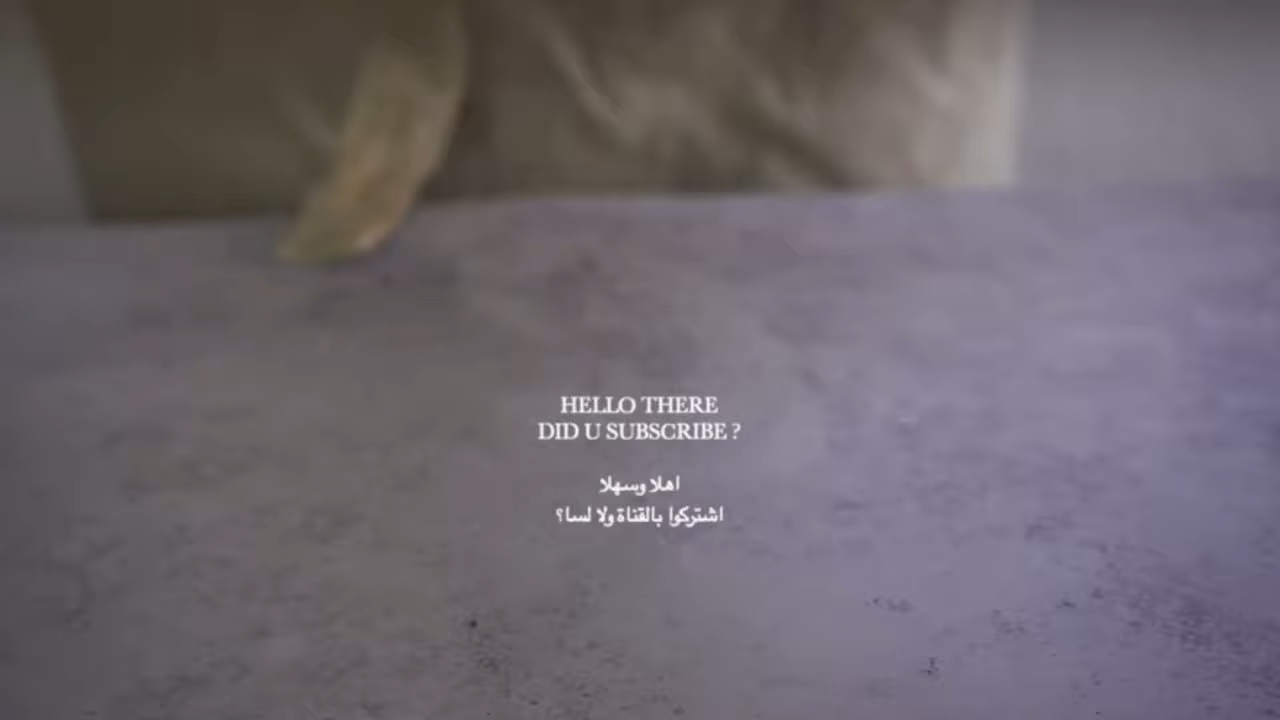 HELLO THERE
DID U SUBSCRIBE ?
اهلا وسهلا
اشتركوا بالقناة ولا لسا؟